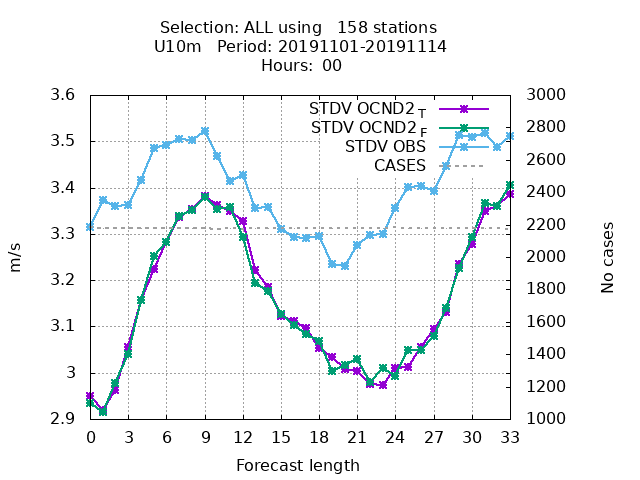 Selection: ALL using   158 stations
U10m   Period: 20191101-20191114
Hours: 00
STDV OCND2 T
STDV OCND2 F
STDV OBS
CASES
3.6
3.5
3.4
3.3
3.2
3.1
3
2.9
m/s
3000
2800
2600
2400
2200
2000
1800
1600
1400
1200
1000
No cases
0 3 6 9 12 15 18 21 24 27 30 33
Forecast length